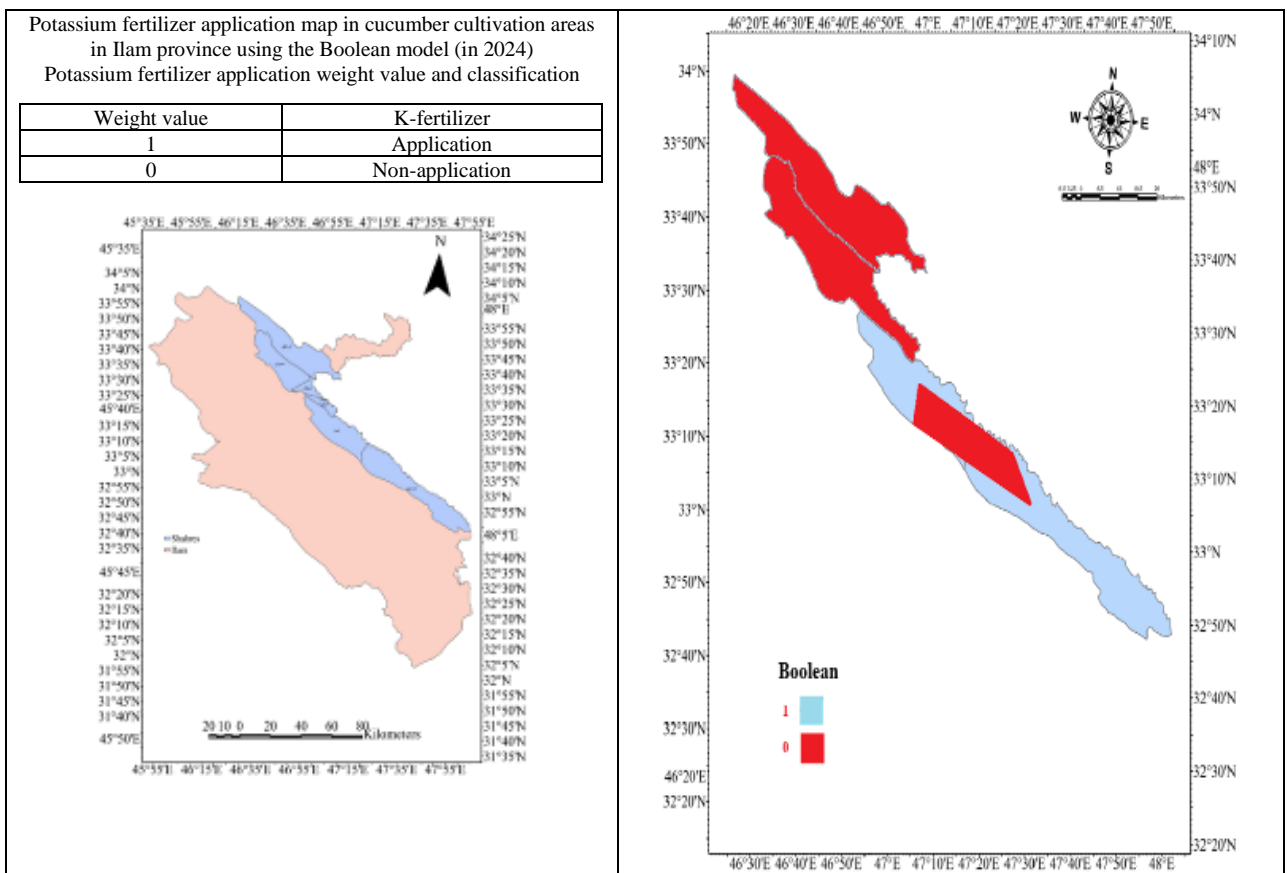 Potassium fertilizer application map in cucumber cultivation areas
in Ilam province using the Boolean model (in 2024)
Potassium fertilizer application weight value and classification
Weight value K-fertilizer
1 Application
0 Non-application
45°35'E 45°55'E 46°15'E 46°35'E 46°55'E 47°15'E 47°35'E 47°55'E
N
45°35'E
34°5'N
34°N
33°55'N
33°50'N
33°45'N
33°40'N
33°35'N
33°30'N
33°25'N
45°40'E
33°15'N
33°10'N
33°5'N
33°N
32°55'N
32°50'N
32°45'N
32°40'N
32°35'N
45°45'E
32°20'N
32°15'N
32°10'N
32°5'N
32°N
31°55'N
31°50'N
31°45'N
31°40'N
45°50'E
34°25'N
34°20'N
34°15'N
34°10'N
34°5'N
48°E
33°55'N
33°50'N
33°45'N
33°40'N
33°35'N
33°30'N
33°25'N
33°20'N
33°15'N
33°10'N
33°5'N
33°N
32°55'N
48°5'E
32°40'N
32°35'N
32°30'N
32°25'N
32°20'N
32°15'N
32°10'N
32°5'N
32°N
31°55'N
31°50'N
31°45'N
31°40'N
31°35'N
Ilam
20 10 0 20 40 60 80 Kilometers
45°55'E 46°15'E 46°35'E 46°55'E 47°15'E 47°35'E 47°55'E
46°20'E 46°30'E 46°40'E 46°50'E 47°E 47°10'E 47°20'E 47°30'E 47°40'E 47°50'E
34°N
33°50'N
33°40'N
33°30'N
33°20'N
33°10'N
33°N
32°50'N
32°40'N
32°30'N
46°20'E
32°20'N
34°10'N
34°N
48°E
33°50'N
33°40'N
33°30'N
33°20'N
33°10'N
33°N
32°50'N
32°40'N
32°30'N
32°20'N
N
W E
S
Kilometers
Boolean
1
0
46°30'E 46°40'E 46°50'E 47°E 47°10'E 47°20'E 47°30'E 47°40'E 47°50'E 48°E